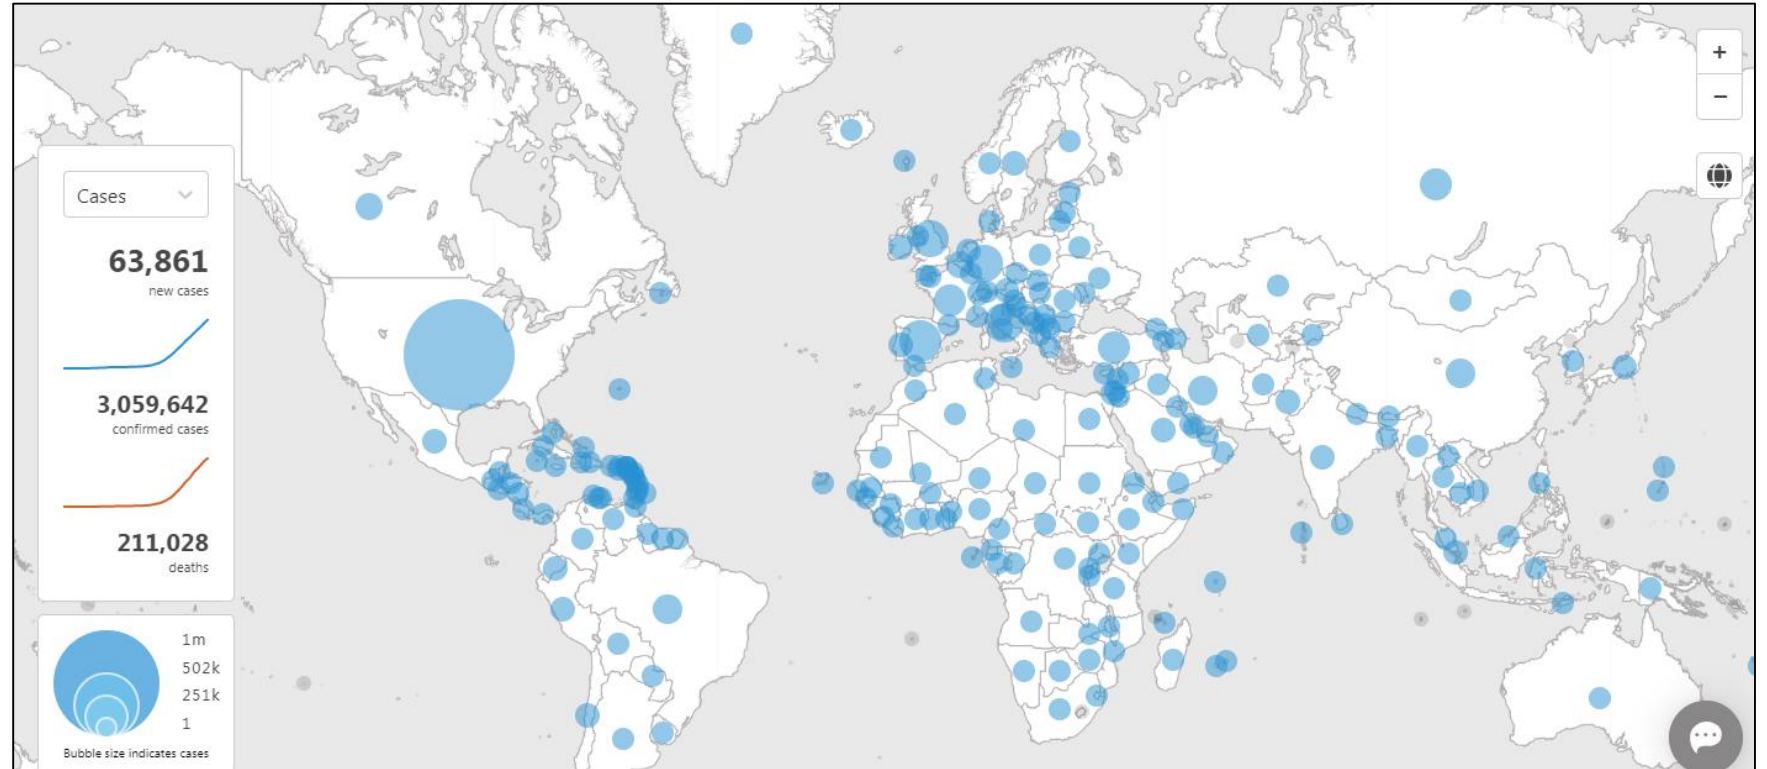 +
−
Cases
63,861
new cases
3,059,642
confirmed cases
211,028
deaths
1m
502k
251k
1
Bubble size indicates cases